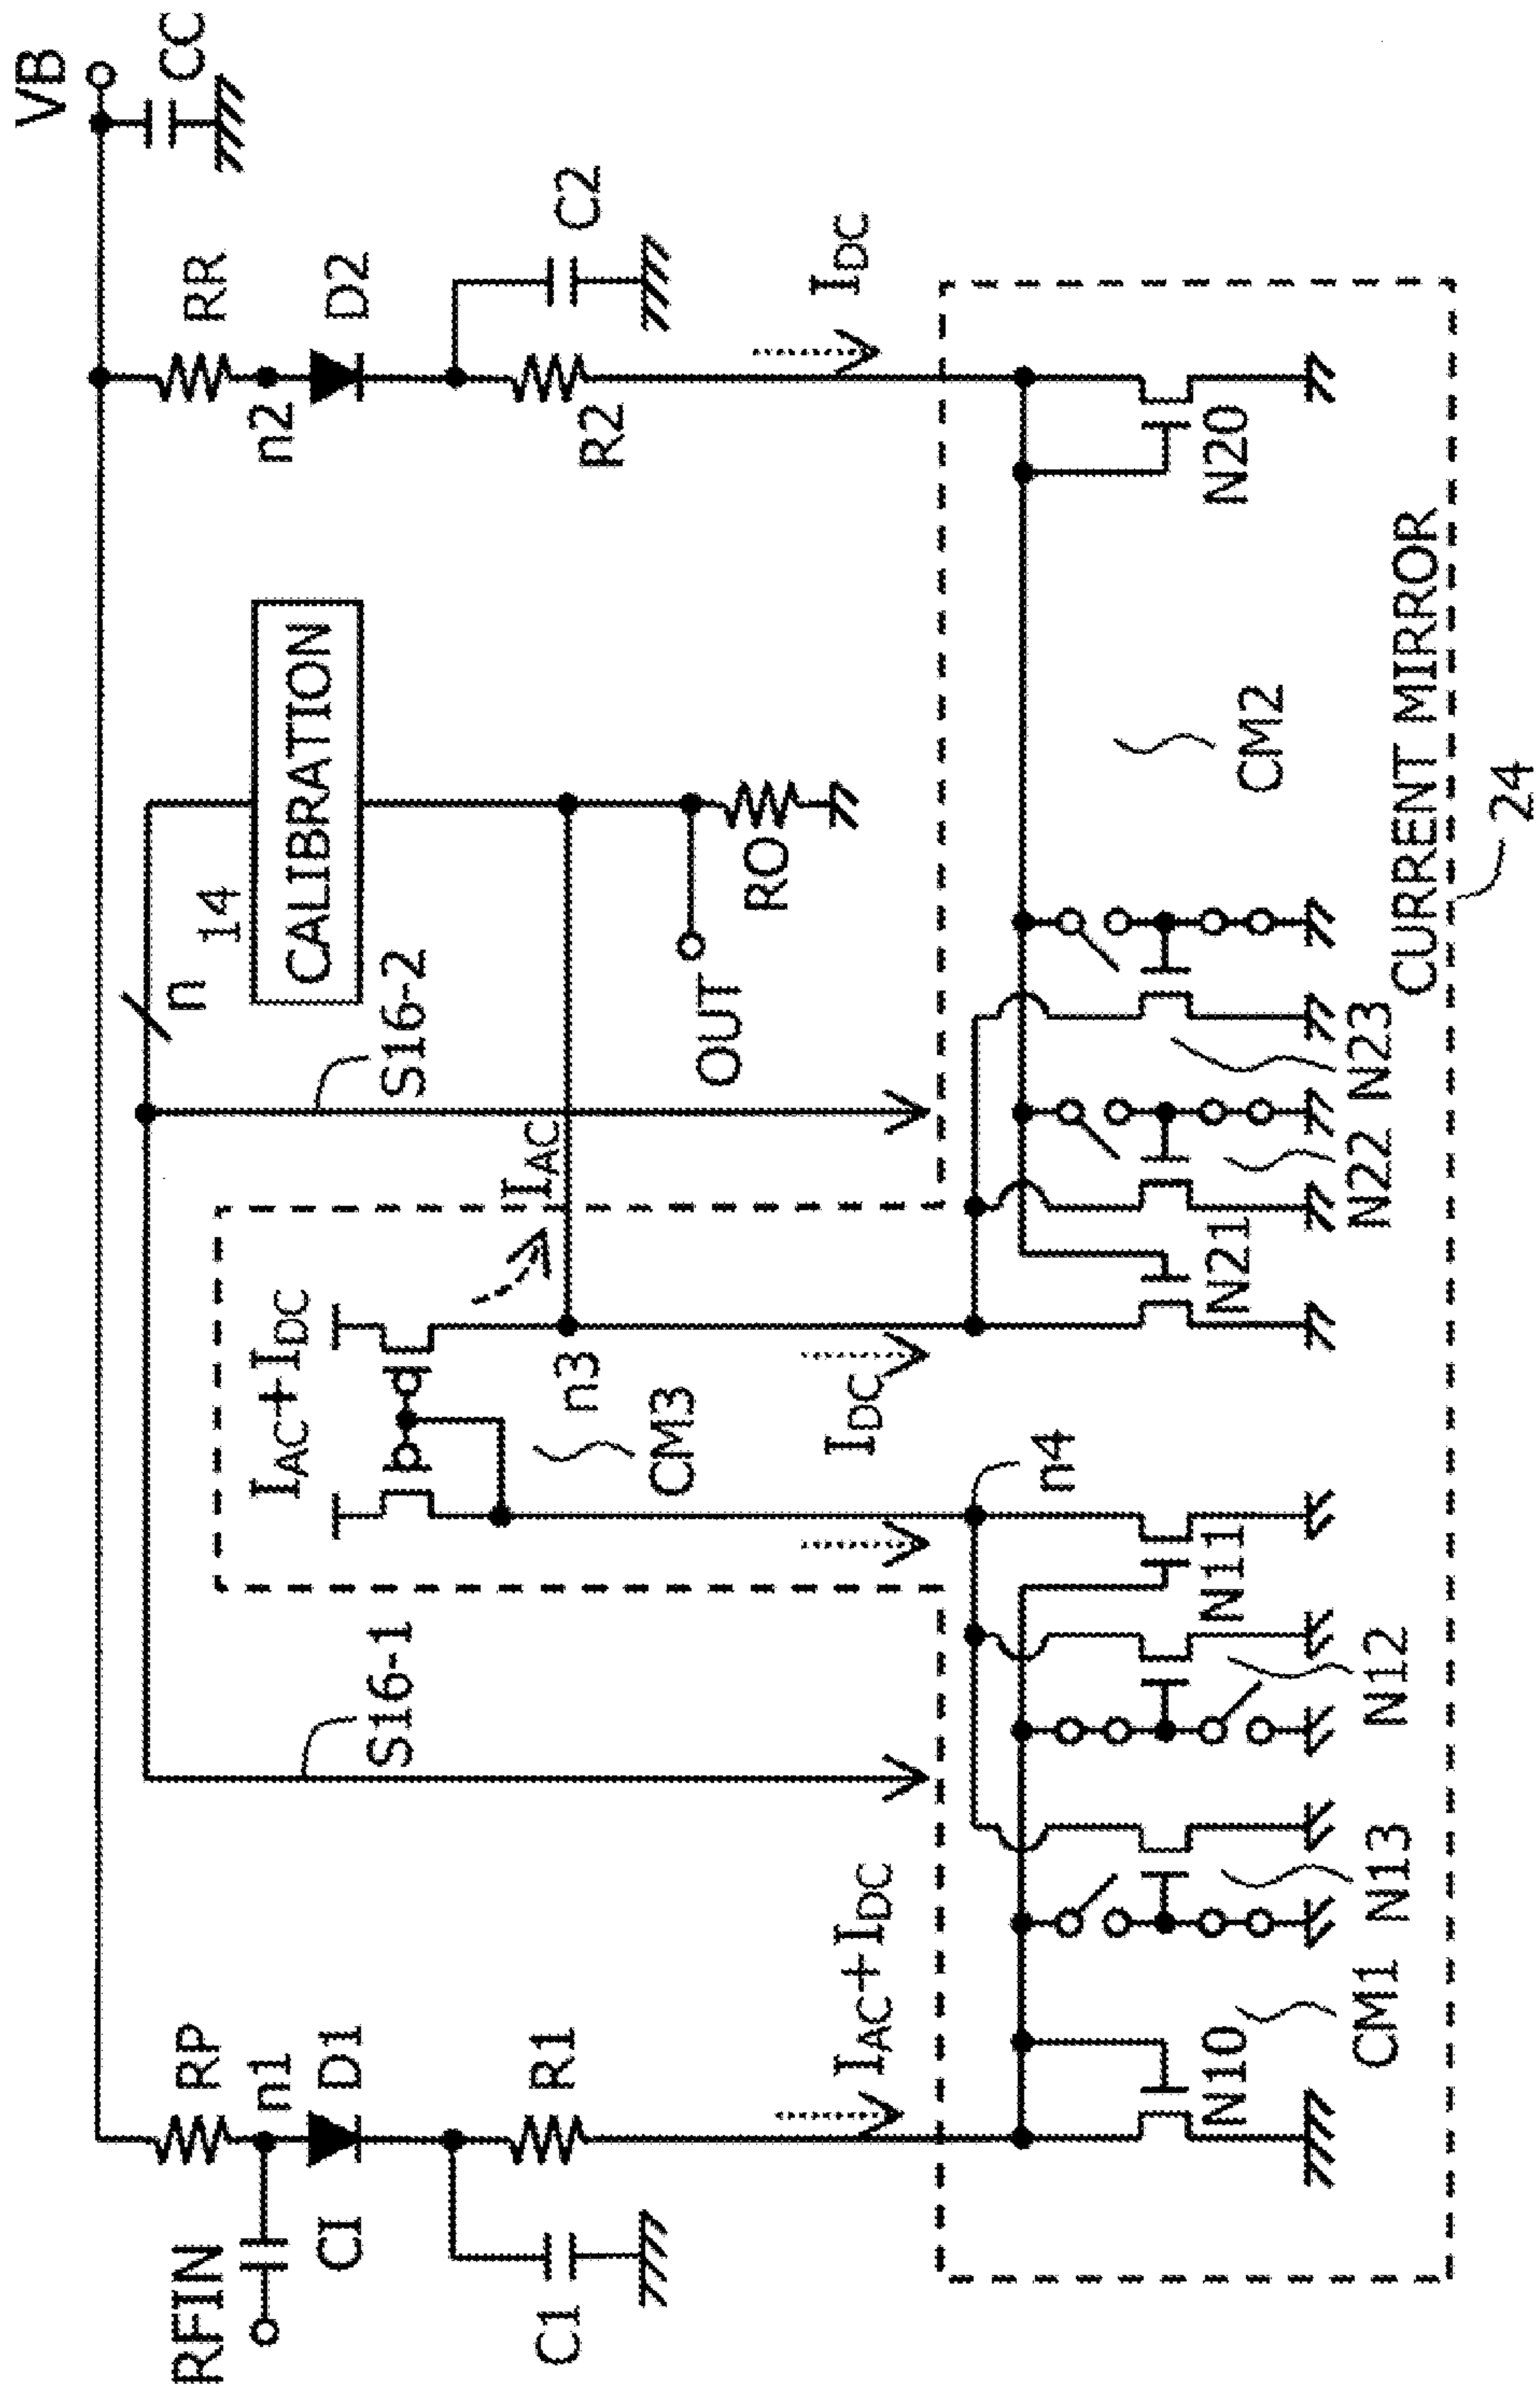 VB
CC
RR
n2
D2
C2
R2
IDC
n
14
CALIBRATION
S16-2
S16-1
OUT
RO
IAC
IAC+IDC
n3
CM3
IDC
n4
RFIN
CI
RP
n1
D1
R1
C1
IAC+IDC
N10
CM1
N13
N12
N11
N21
N22
N23
CM2
N20
CURRENT MIRROR
24